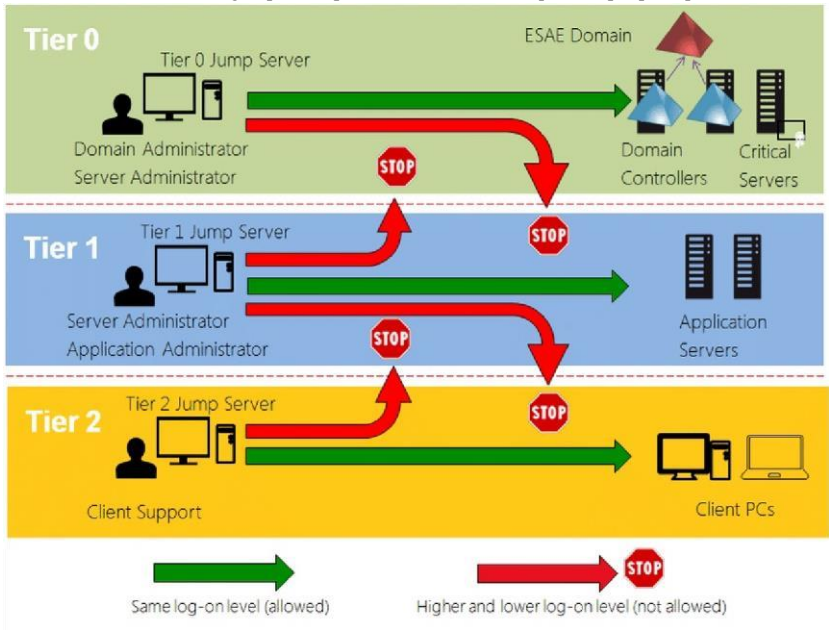 Tier 0
ESAE Domain
Tier 0 Jump Server
Domain Administrator
Server Administrator
Domain
Controllers
Critical
Servers
STOP
STOP
Tier 1
Tier 1 Jump Server
Server Administrator
Application Administrator
Application
Servers
STOP
STOP
Tier 2
Tier 2 Jump Server
Client Support
Client PCs
STOP
Same log-on level (allowed)
Higher and lower log-on level (not allowed)